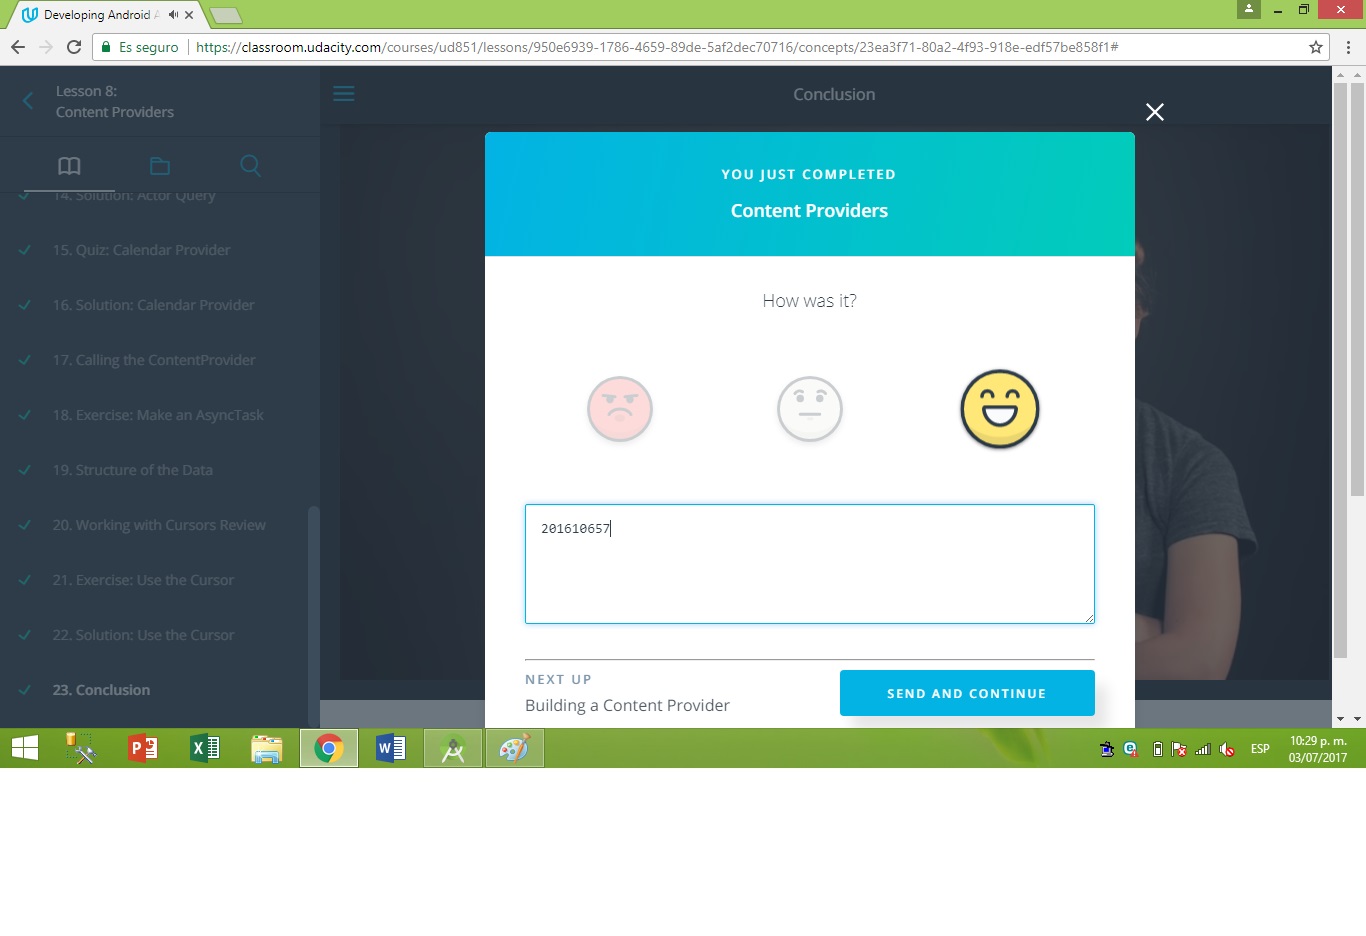 Developing Android A
Es seguro
https://classroom.udacity.com/courses/ud851/lessons/950e6939-1786-4659-89de-5af2dec70716/concepts/23ea3f71-80a2-4f93-918e-edf57be858f1#
Lesson 8:
Content Providers
Conclusion
14. Solution: Actor Query
15. Quiz: Calendar Provider
16. Solution: Calendar Provider
17. Calling the ContentProvider
18. Exercise: Make an AsyncTask
19. Structure of the Data
20. Working with Cursors Review
21. Exercise: Use the Cursor
22. Solution: Use the Cursor
23. Conclusion
YOU JUST COMPLETED
Content Providers
How was it?
201610657
NEXT UP
Building a Content Provider
SEND AND CONTINUE
ESP
10:29 p. m.
03/07/2017